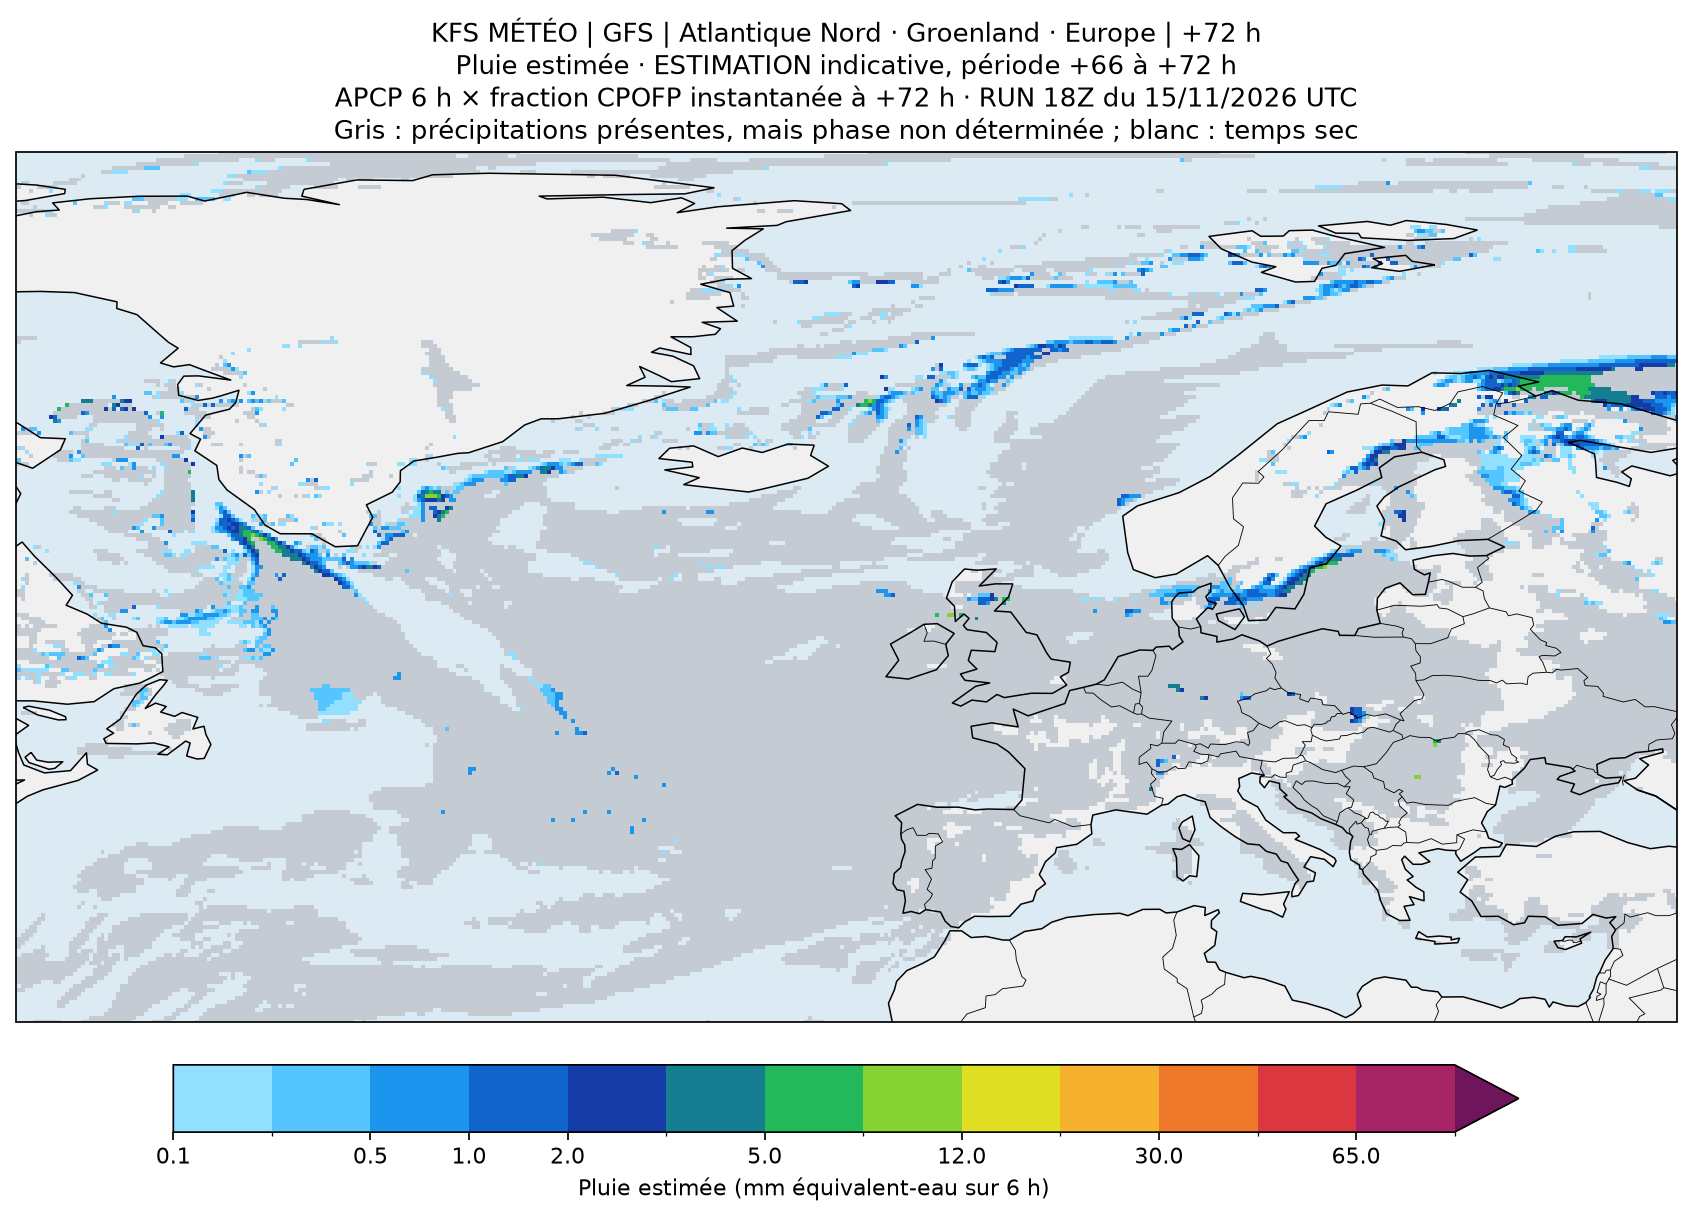 KFS MÉTÉO | GFS | Atlantique Nord · Groenland · Europe | +72 h
Pluie estimée · ESTIMATION indicative, période +66 à +72 h
APCP 6 h × fraction CPOFP instantanée à +72 h · RUN 18Z du 15/11/2026 UTC
Gris : précipitations présentes, mais phase non déterminée ; blanc : temps sec
0.1 0.5 1.0 2.0 5.0 12.0 30.0 65.0
Pluie estimée (mm équivalent-eau sur 6 h)